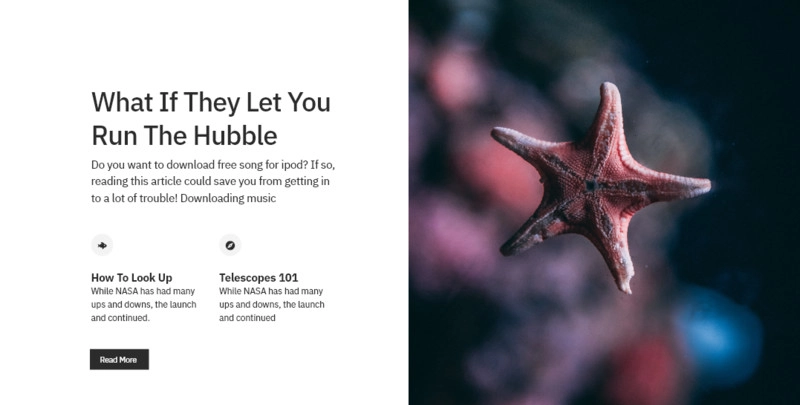 What If They Let You
Run The Hubble
Do you want to download free song for ipod? If so,
reading this article could save you from getting in
to a lot of trouble! Downloading music
How To Look Up
While NASA has had many
ups and downs, the launch
and continued.
Telescopes 101
While NASA has had many
ups and downs, the launch
and continued
Read More